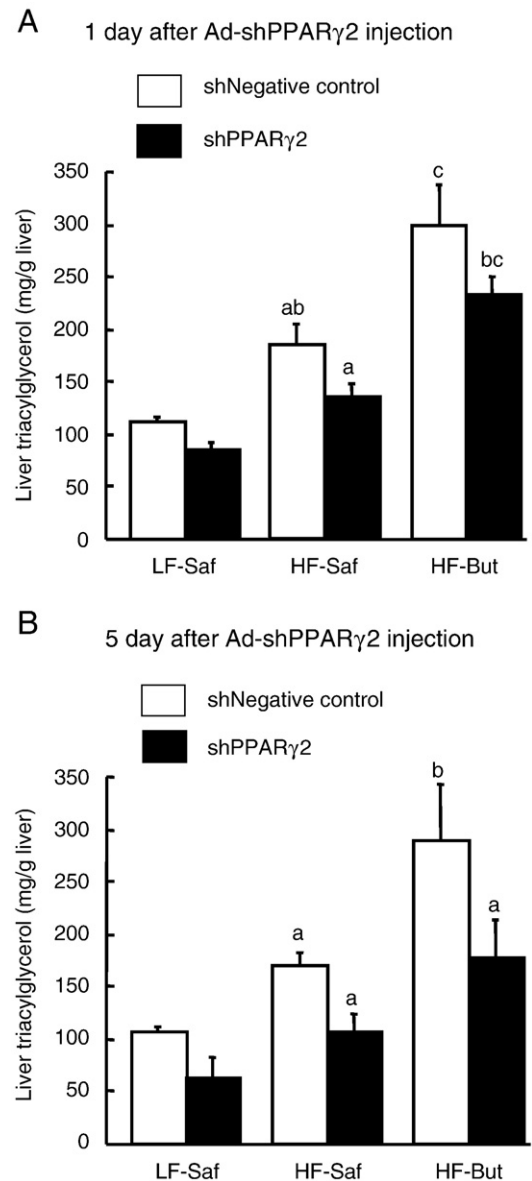 A
1 day after Ad-shPPARγ2 injection
shNegative control
shPPARγ2
Liver triacylglycerol (mg/g liver)
350
300
250
200
150
100
50
0
ab
a
c
bc
LF-Saf
HF-Saf
HF-But
B
5 day after Ad-shPPARγ2 injection
shNegative control
shPPARγ2
Liver triacylglycerol (mg/g liver)
350
300
250
200
150
100
50
0
a
a
b
a
LF-Saf
HF-Saf
HF-But